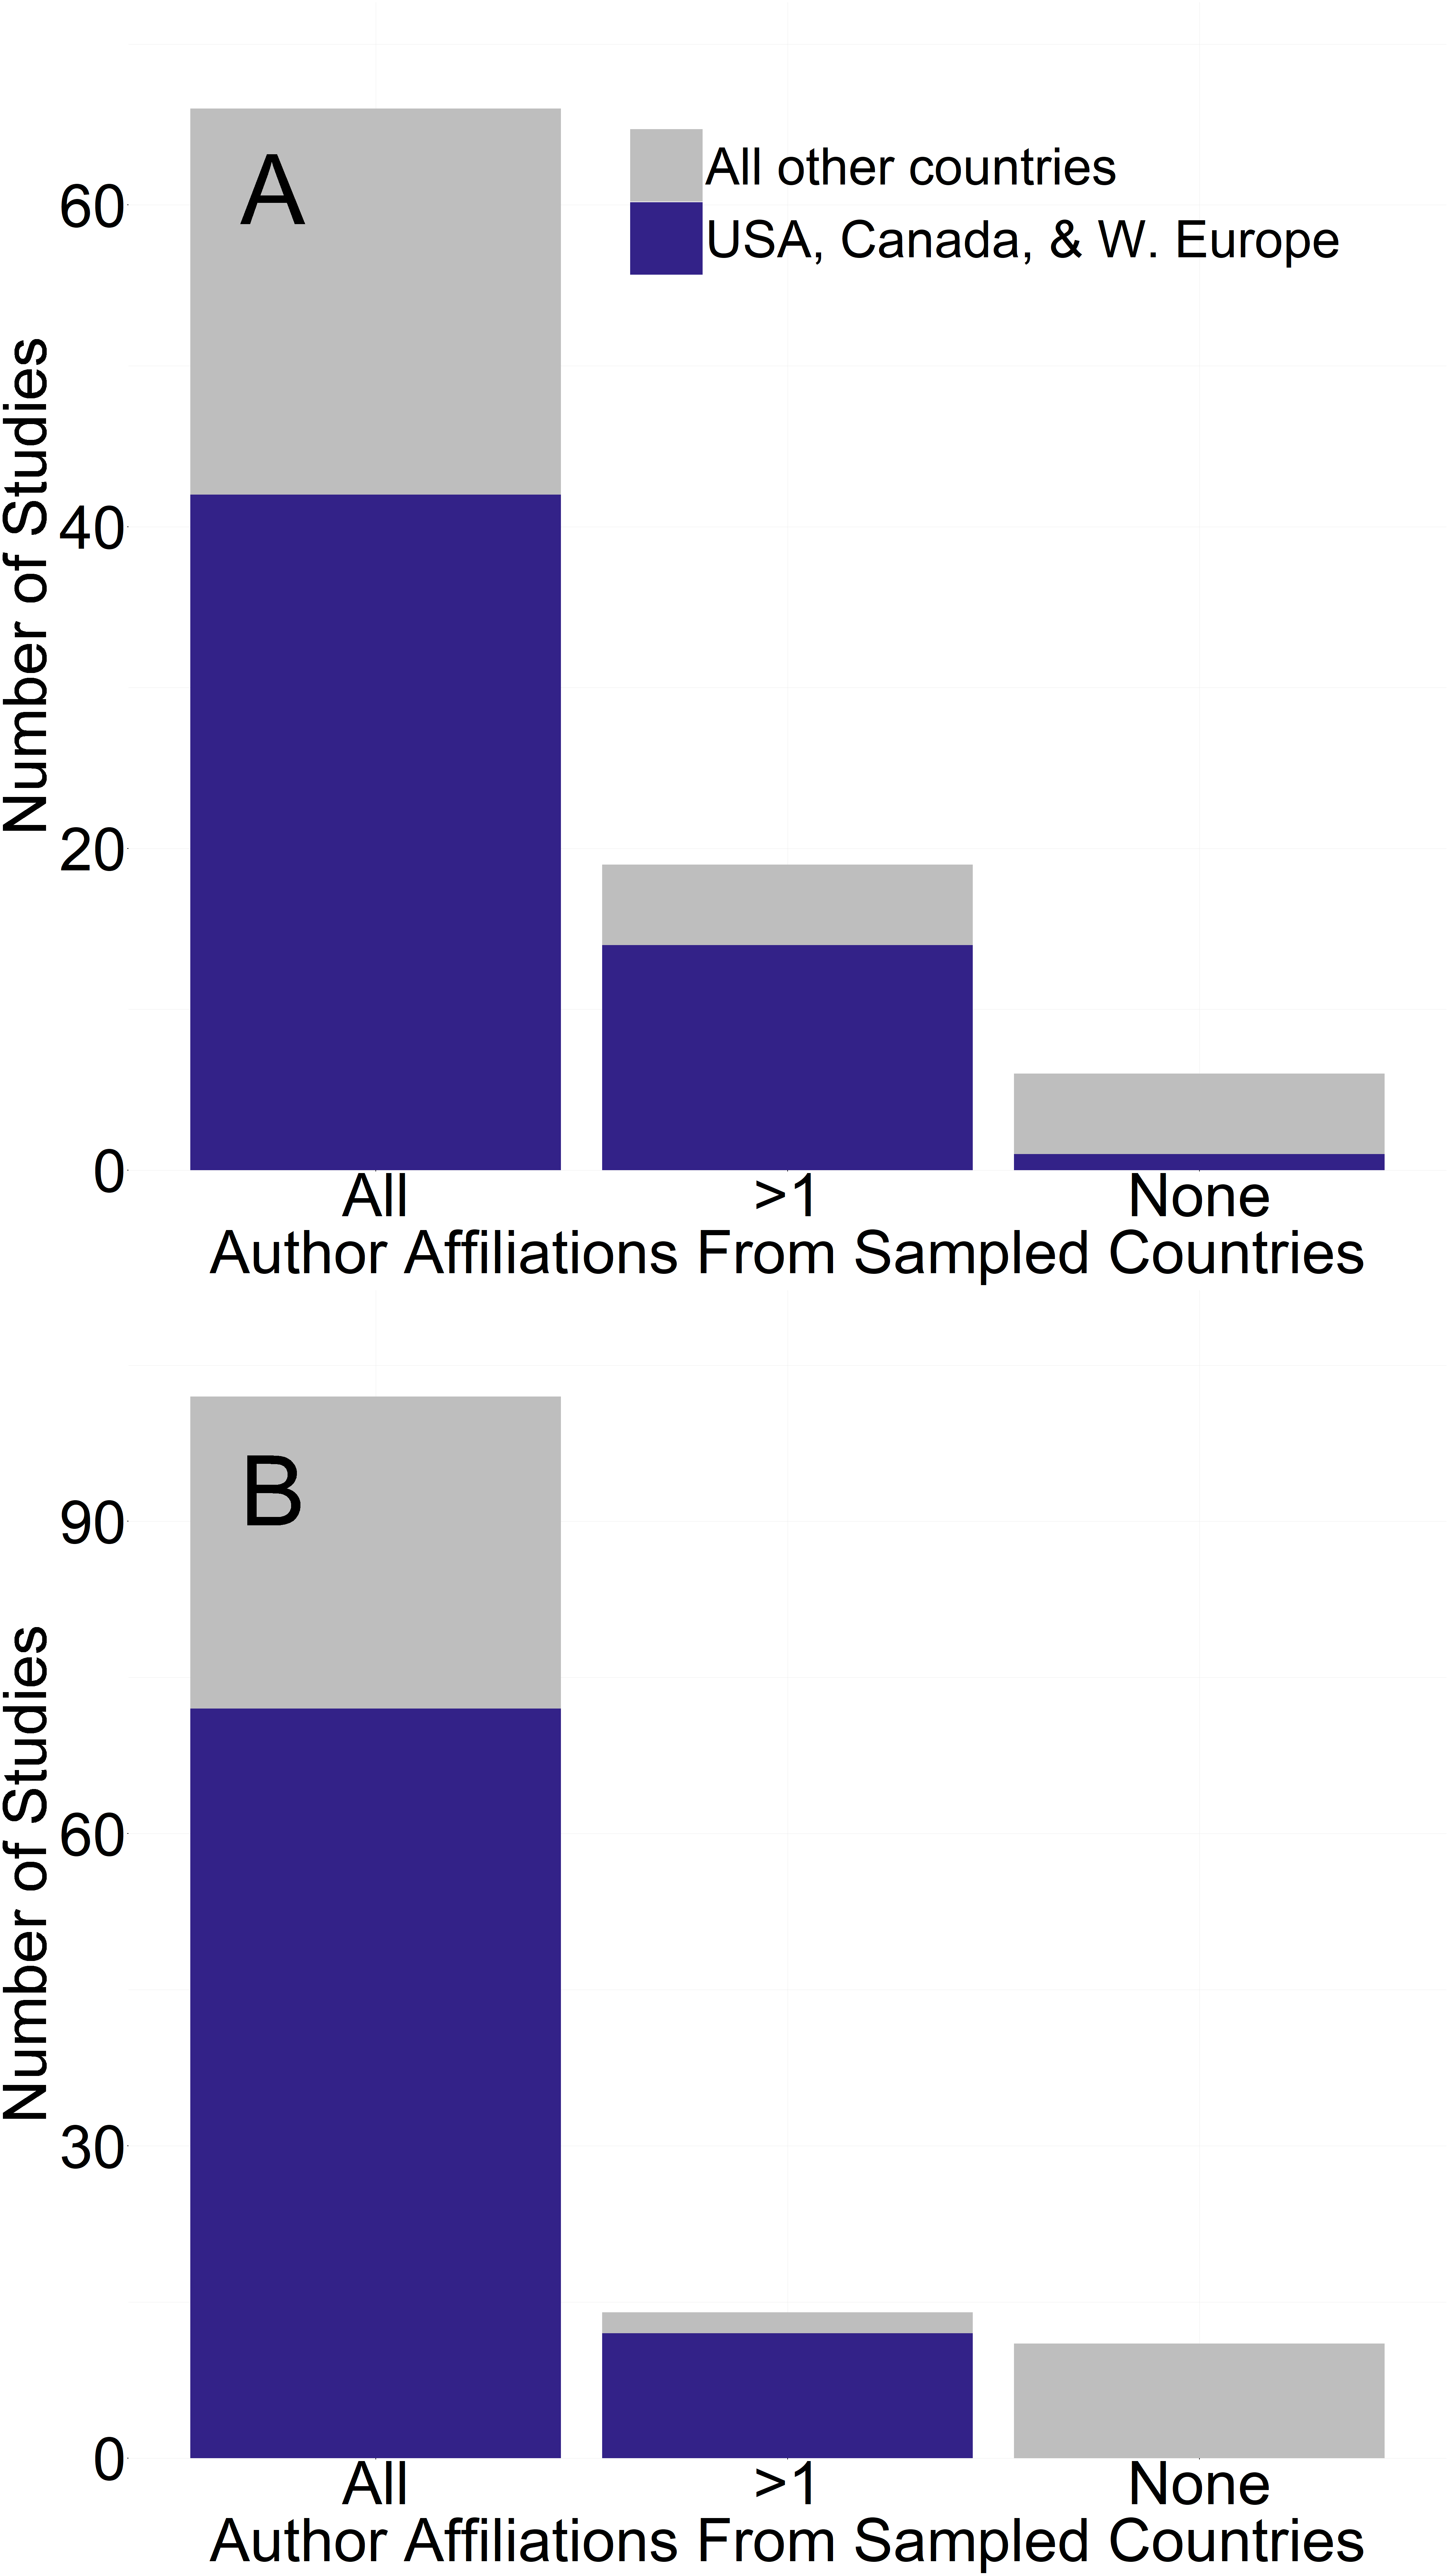 A
All other countries
USA, Canada, & W. Europe
Number of Studies
60
40
20
0
All
>1
None
Author Affiliations From Sampled Countries
B
Number of Studies
90
60
30
0
All
>1
None
Author Affiliations From Sampled Countries